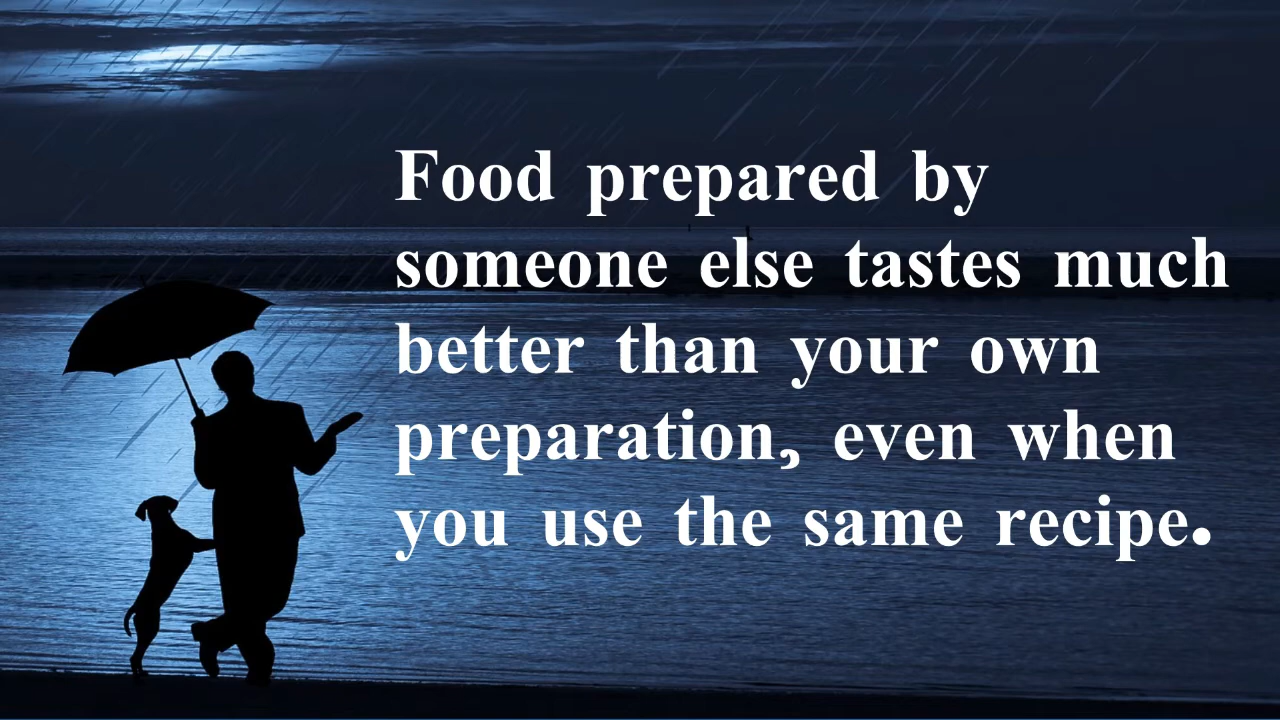 Food prepared by
someone else tastes much
better than your own
preparation, even when
you use the same recipe.